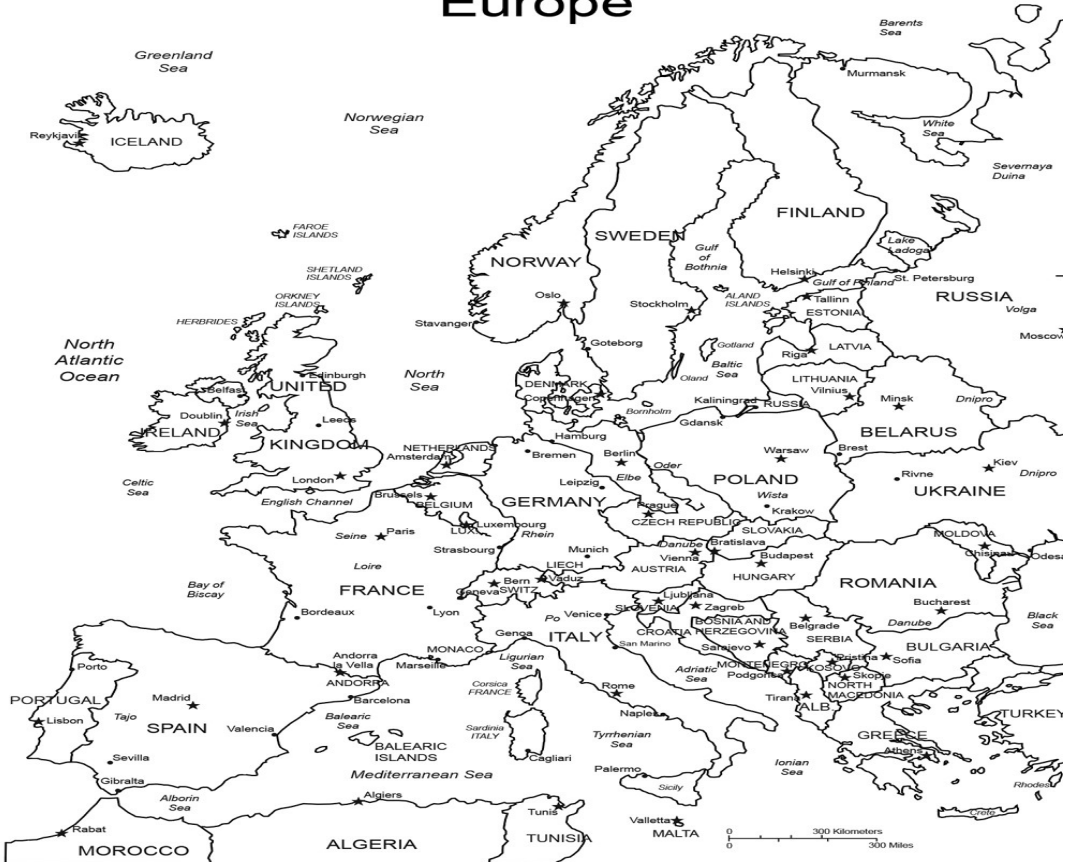 Europe
Barents
Sea
Greenland
Sea
Murmansk
Norwegian
Sea
White
Sea
Reykjavik
ICELAND
Severnaya
Duina
FINLAND
FAROE
ISLANDS
SWEDEN
Gulf
of
Bothnia
Lake
Ladoga
NORWAY
SHETLAND
ISLANDS
Helsinki
Gulf of Finland
St. Petersburg
ORKNEY
ISLANDS
Oslo
Stockholm
ALAND
ISLANDS
Tallinn
ESTONIA
RUSSIA
Volga
HERBRIDES
Stavanger
Moscow
North
Atlantic
Ocean
Goteborg
Gotland
Riga
LATVIA
Edinburgh
North
Sea
Oland
Baltic
Sea
LITHUANIA
Vilnius
UNITED
KINGDOM
Belfast
DENMARK
Copenhagen
Kaliningrad
RUSSIA
Minsk
Dnipro
Doublin
Irish
Sea
Leeds
Bornholm
Gdansk
IRELAND
BELARUS
Hamburg
NETHERLANDS
Amsterdam
Bremen
Berlin
Warsaw
Brest
London
Oder
Elbe
Kiev
Dnipro
Celtic
Sea
Leipzig
POLAND
Rivne
UKRAINE
English Channel
Brussels
BELGIUM
GERMANY
Wista
Prague
Krakow
Seine
Paris
LUX.
Luxembourg
Rhein
CZECH REPUBLIC
SLOVAKIA
MOLDOVA
Strasbourg
Munich
Danube
Vienna
Bratislava
Budapest
Chisinau
Odesa
Loire
LIECH
AUSTRIA
HUNGARY
Bay of
Biscay
FRANCE
Bern
Vaduz
Geneva
SWITZ
ROMANIA
Lyon
Ljubljana
SLOVENIA
Zagreb
Bucharest
Bordeaux
Po
Venice
BOSNIA AND
HERZEGOVINA
Belgrade
Danube
Black
Sea
Genoa
ITALY
CROATIA
SERBIA
San Marino
Sarajevo
BULGARIA
MONACO
Andorra
la Vella
Marseille
Ligurian
Sea
Adriatic
Sea
MONTENEGRO
Podgorica
Pristina
KOSOVO
Sofia
Skopje
Porto
ANDORRA
Corsica
FRANCE
Rome
NORTH
MACEDONIA
PORTUGAL
Madrid
Barcelona
Tirana
ALB.
Lisbon
Tajo
Balearic
Sea
Naples
TURKEY
SPAIN
Valencia
Sardinia
ITALY
Tyrrhenian
Sea
GREECE
Athens
BALEARIC
ISLANDS
Sevilla
Cagliari
Ionian
Sea
Mediterranean Sea
Palermo
Gibralta
Sicily
Rhodes
Alborin
Sea
Algiers
Tunis
Crete
Valletta
MALTA
Rabat
MOROCCO
ALGERIA
TUNISIA
0 300 Kilometers
0 300 Miles